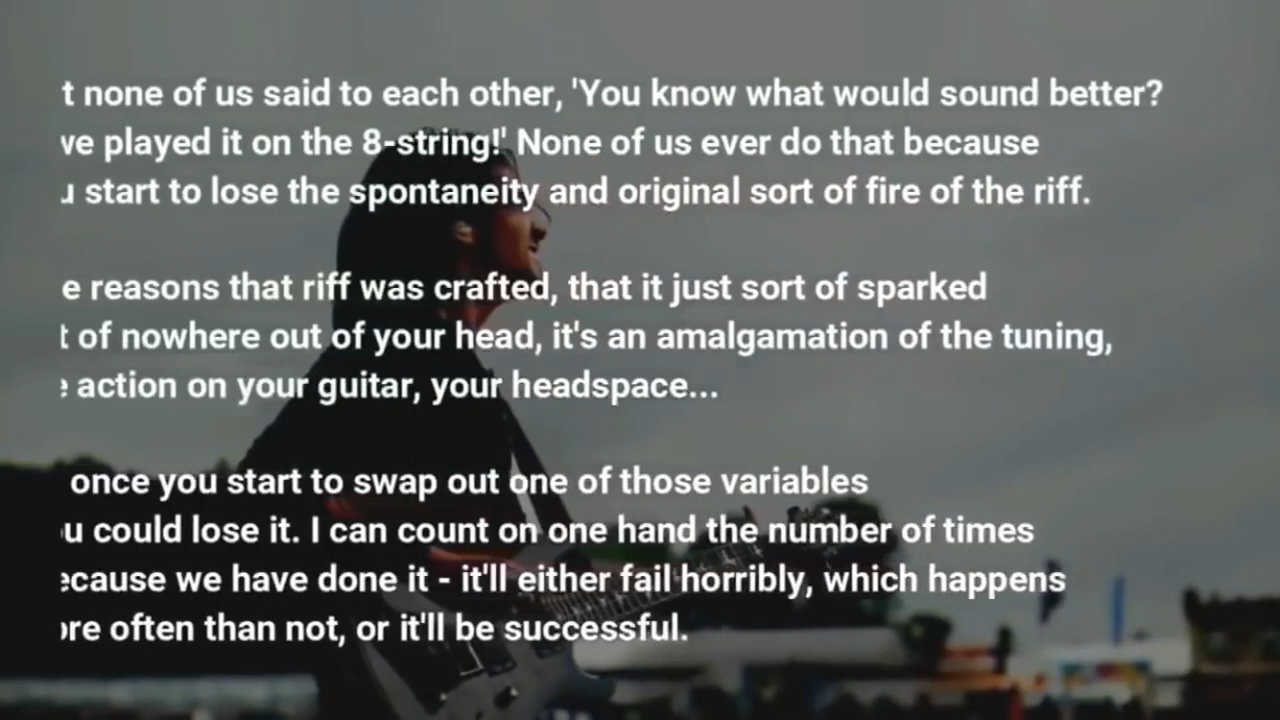 t none of us said to each other, 'You know what would sound better?
ve played it on the 8-string!' None of us ever do that because
start to lose the spontaneity and original sort of fire of the riff.
e reasons that riff was crafted, that it just sort of sparked
t of nowhere out of your head, it's an amalgamation of the tuning,
action on your guitar, your headspace...
once you start to swap out one of those variables
u could lose it. I can count on one hand the number of times
ecause we have done it - it'll either fail horribly, which happens
re often than not, or it'll be successful.